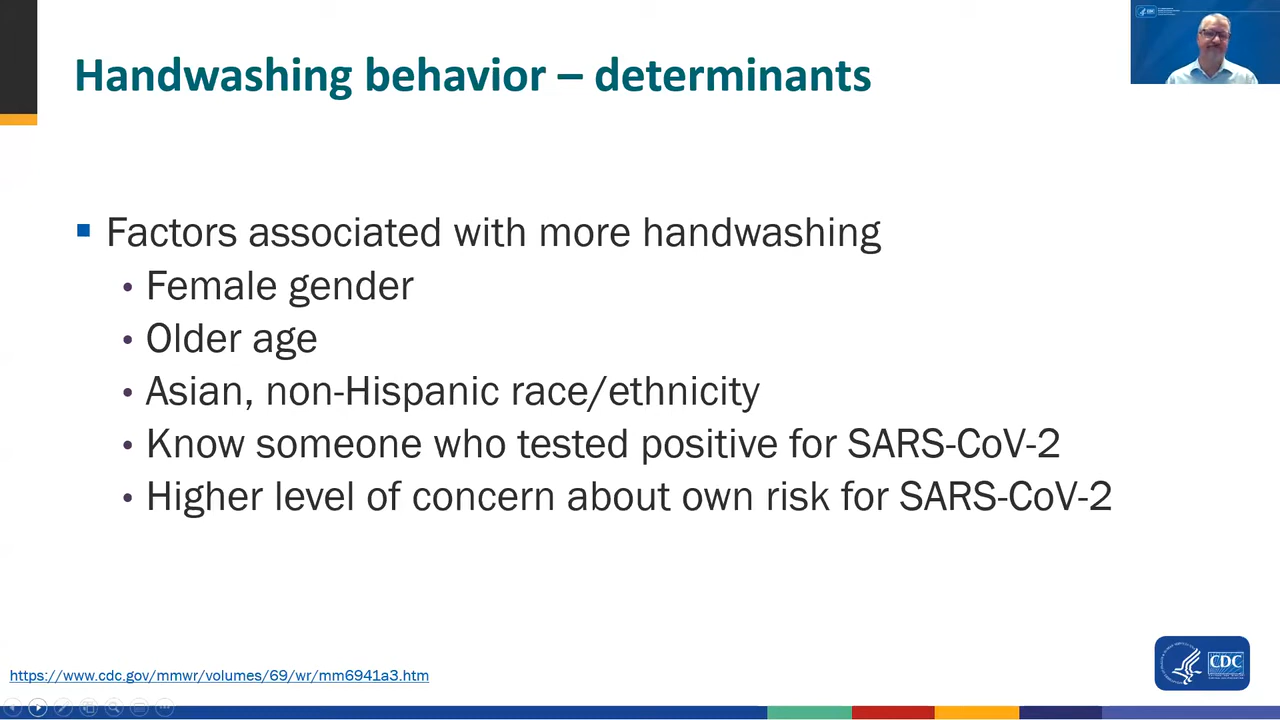 Handwashing behavior – determinants
Factors associated with more handwashing
Female gender
Older age
Asian, non-Hispanic race/ethnicity
Know someone who tested positive for SARS-CoV-2
Higher level of concern about own risk for SARS-CoV-2
https://www.cdc.gov/mmwr/volumes/69/wr/mm6941a3.htm
CDC